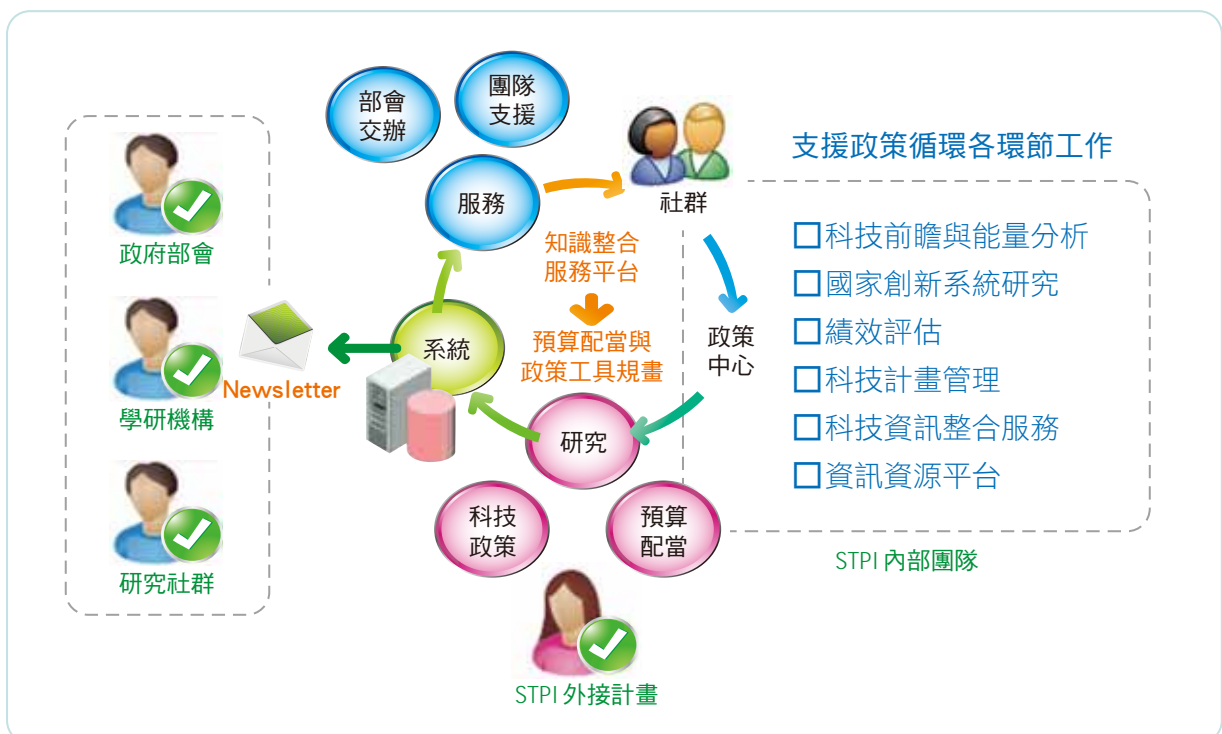 部會
交辦
團隊
支援
服務
社群
支援政策循環各環節工作
政府部會
學研機構
研究社群
Newsletter
系統
知識整合
服務平台
預算配當與
政策工具規畫
政策
中心
研究
科技
政策
預算
配當
STPI 外接計畫
科技前瞻與能量分析
國家創新系統研究
績效評估
科技計畫管理
科技資訊整合服務
資訊資源平台
STPI 內部團隊